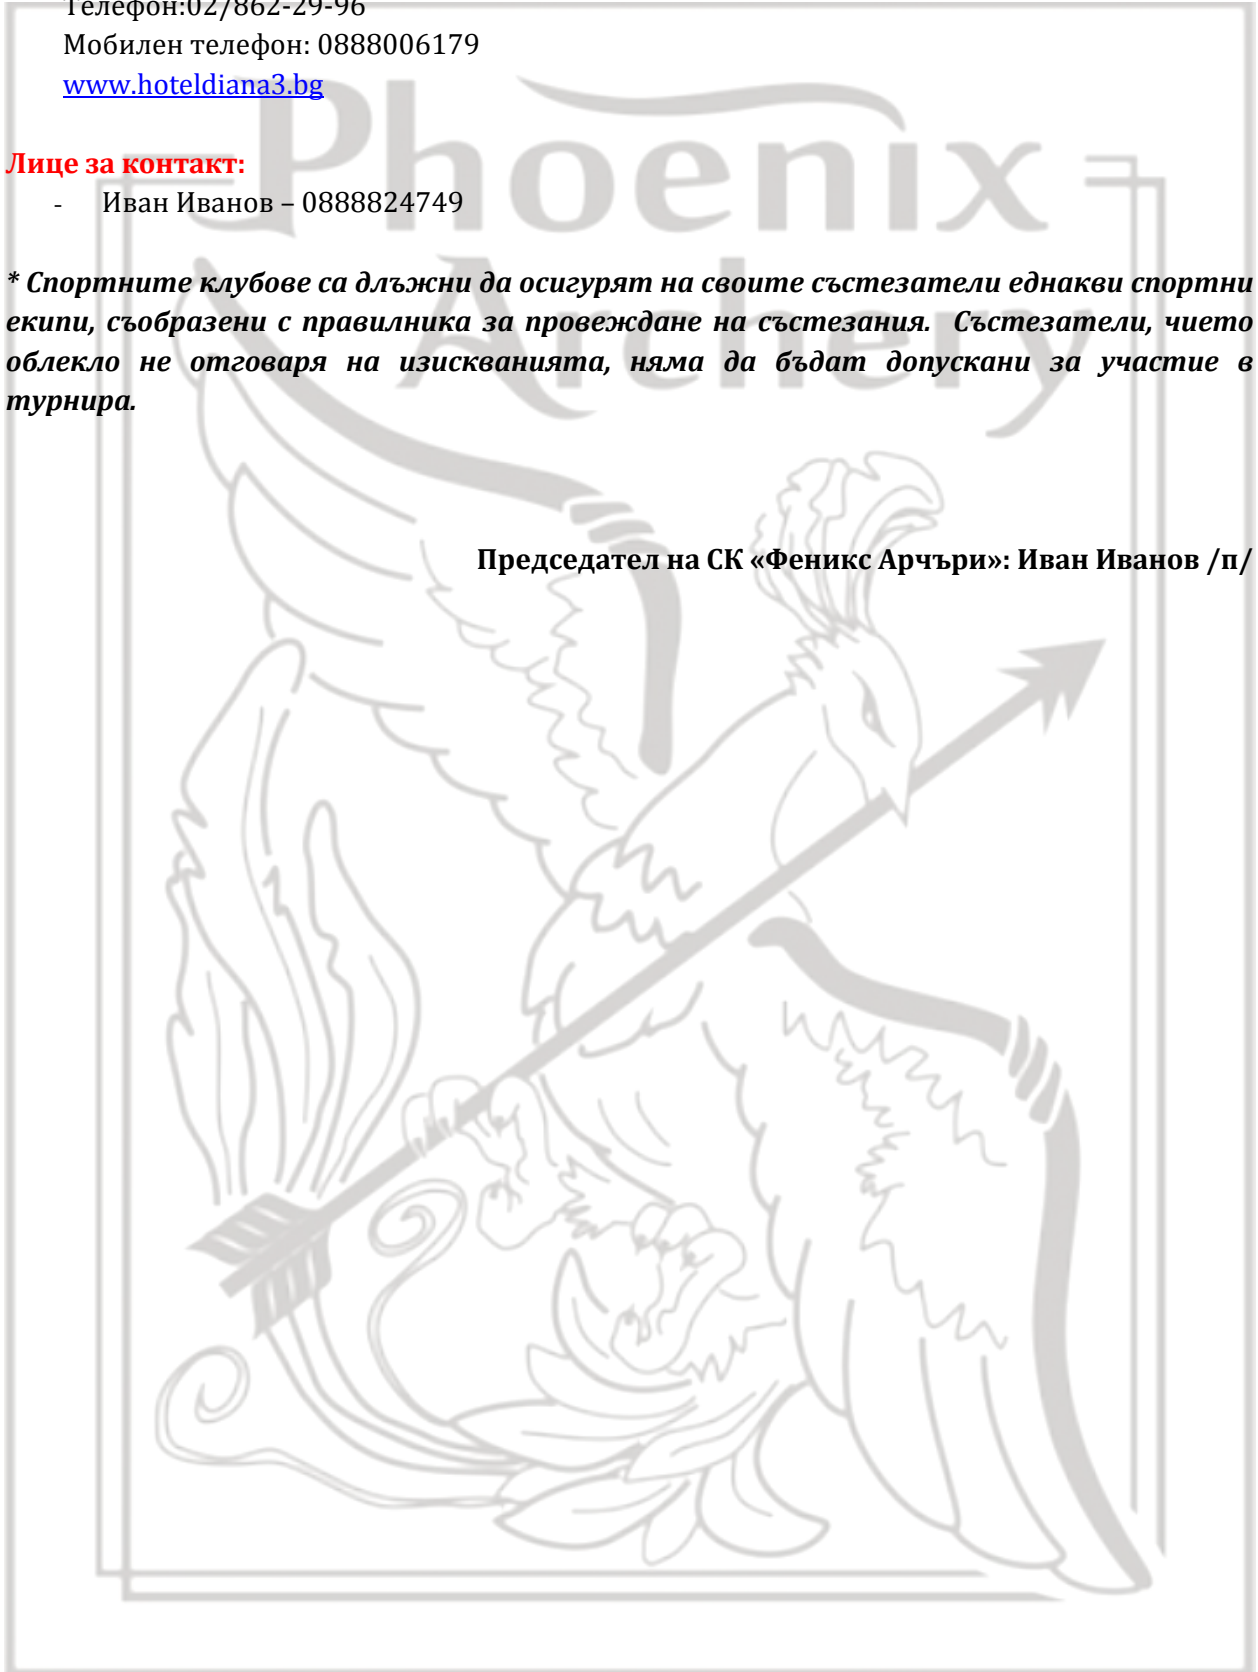 Телефон:02/862-29-96
Мобилен телефон: 0888006179
www.hoteldiana3.bg
Phoenix
Archery
Лице за контакт:
- Иван Иванов – 0888824749
* Спортните клубове са длъжни да осигурят на своите състезатели еднакви спортни
екипи, съобразени с правилника за провеждане на състезания. Състезатели, чието
облекло не отговаря на изискванията, няма да бъдат допускани за участие в
турнира.
Председател на СК «Феникс Арчъри»: Иван Иванов /п/